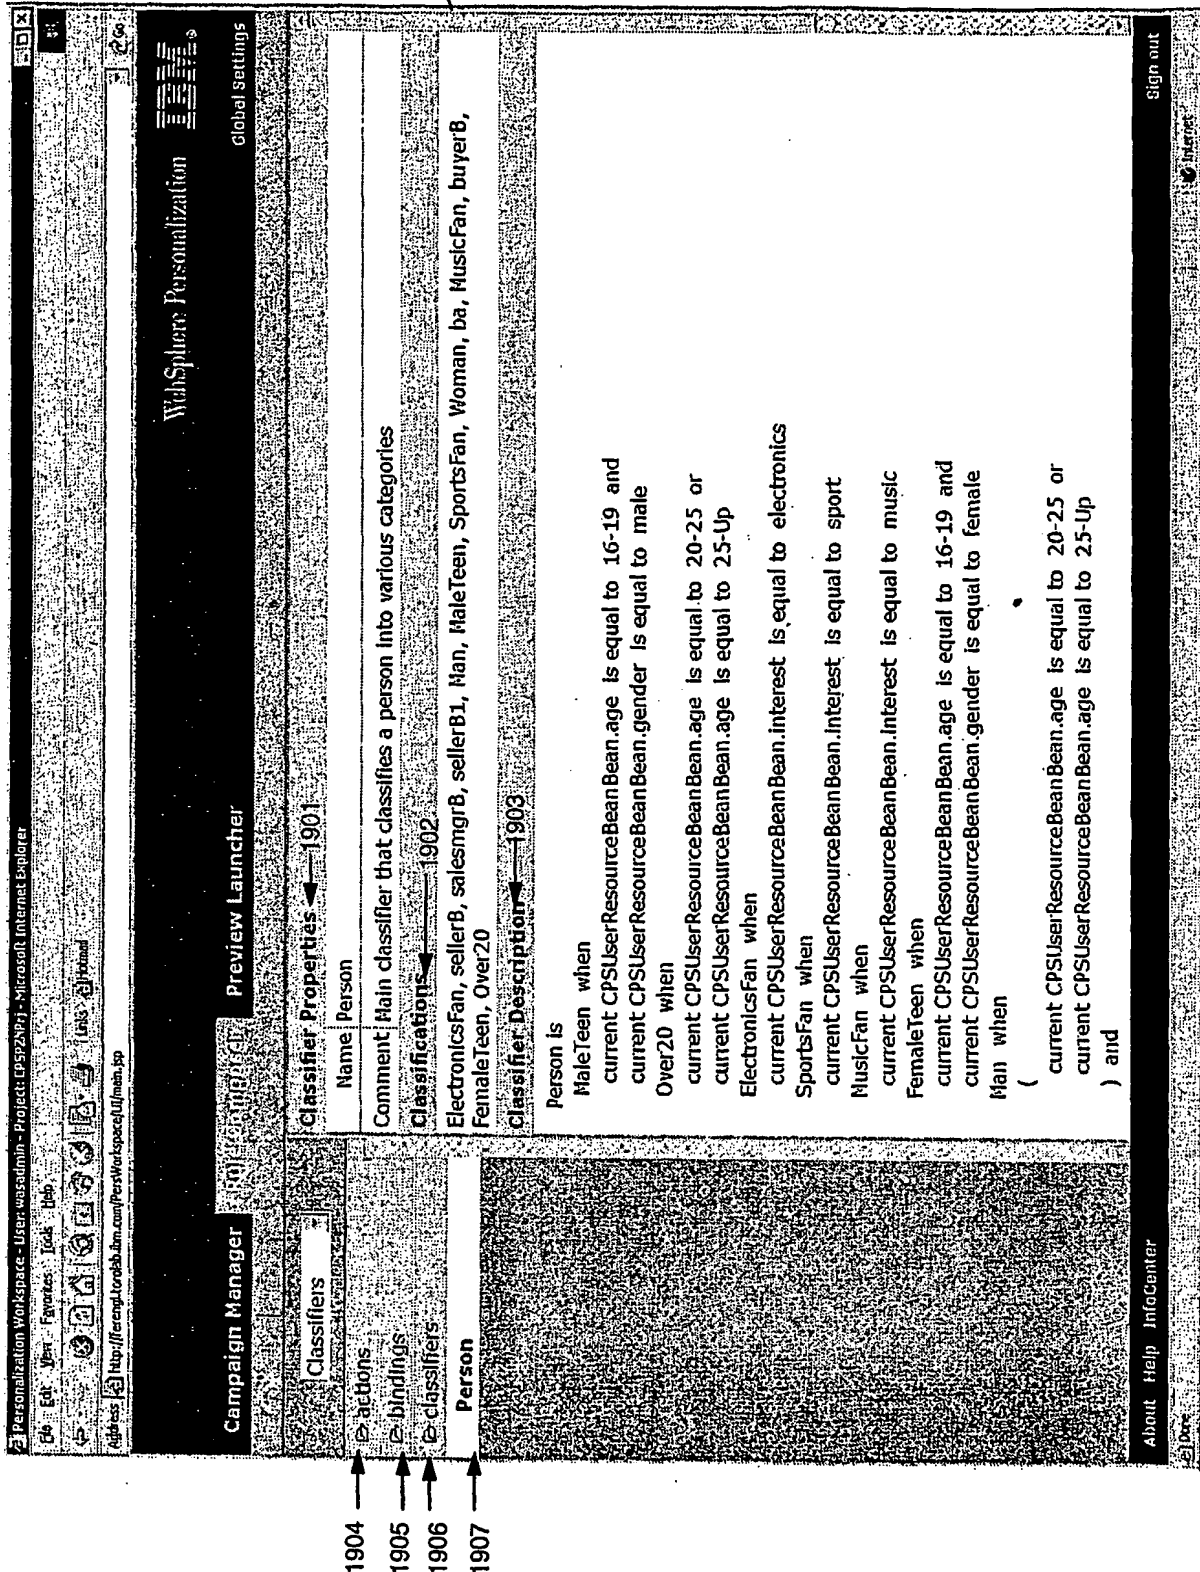 Personalization Workspace - User: wasadmin - Project: CPSPZNPrj - Microsoft Internet Explorer
File Edit View Favorites Tools Help
Links Hotmail
Address
Go
WebSphere Personalization IBM
Campaign Manager
Preview Launcher
Global Settings
Classifiers
1904
actions
1905
bindings
1906
classifiers
1907
Person
Classifier Properties 1901
Name Person
Comment Main classifier that classifies a person into various categories
Classifications 1902
ElectronicsFan, sellerB, salesmgrB, sellerB1, Man, MaleTeen, SportsFan, Woman, ba, MusicFan, buyerB,
FemaleTeen, Over20
Classifier Description 1903
Person is
MaleTeen when
current CPSUserResourceBeanBean.age is equal to 16-19 and
current CPSUserResourceBeanBean.gender is equal to male
Over20 when
current CPSUserResourceBeanBean.age is equal to 20-25 or
current CPSUserResourceBeanBean.age is equal to 25-Up
ElectronicsFan when
current CPSUserResourceBeanBean.interest is equal to electronics
SportsFan when
current CPSUserResourceBeanBean.interest is equal to sport
MusicFan when
current CPSUserResourceBeanBean.interest is equal to music
FemaleTeen when
current CPSUserResourceBeanBean.age is equal to 16-19 and
current CPSUserResourceBeanBean.gender is equal to female
Man when
(
current CPSUserResourceBeanBean.age is equal to 20-25 or
current CPSUserResourceBeanBean.age is equal to 25-Up
) and
About Help InfoCenter
Sign out
Done
Internet